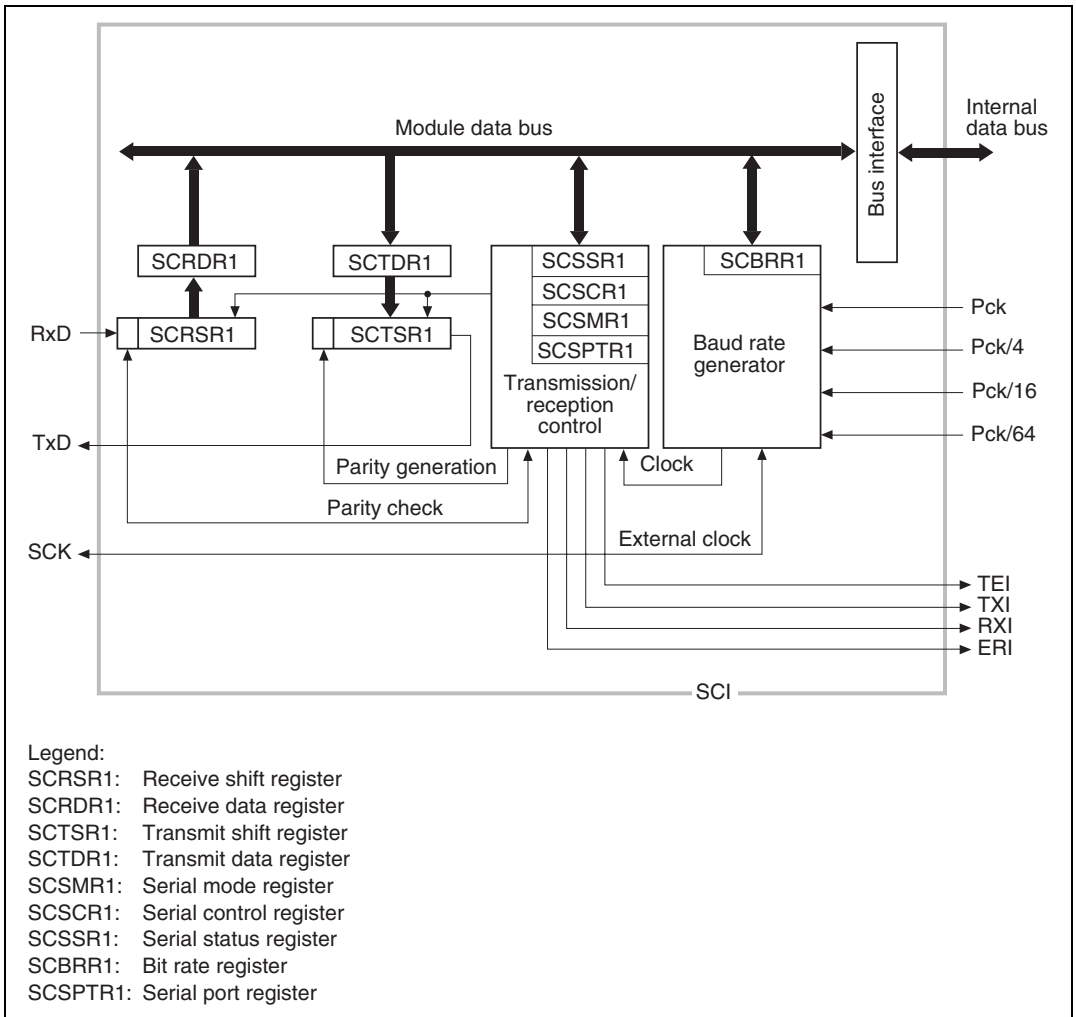 Module data bus
Bus interface
Internal
data bus
SCRDR1
SCTDR1
SCSSR1
SCSCR1
SCSMR1
SCSPTR1
Transmission/
reception
control
SCBRR1
Baud rate
generator
RxD
SCRSR1
SCTSR1
Pck
Pck/4
Pck/16
Pck/64
TxD
Parity generation
Clock
Parity check
SCK
External clock
TEI
TXI
RXI
ERI
SCI
Legend:
SCRSR1: Receive shift register
SCRDR1: Receive data register
SCTSR1: Transmit shift register
SCTDR1: Transmit data register
SCSMR1: Serial mode register
SCSCR1: Serial control register
SCSSR1: Serial status register
SCBRR1: Bit rate register
SCSPTR1: Serial port register